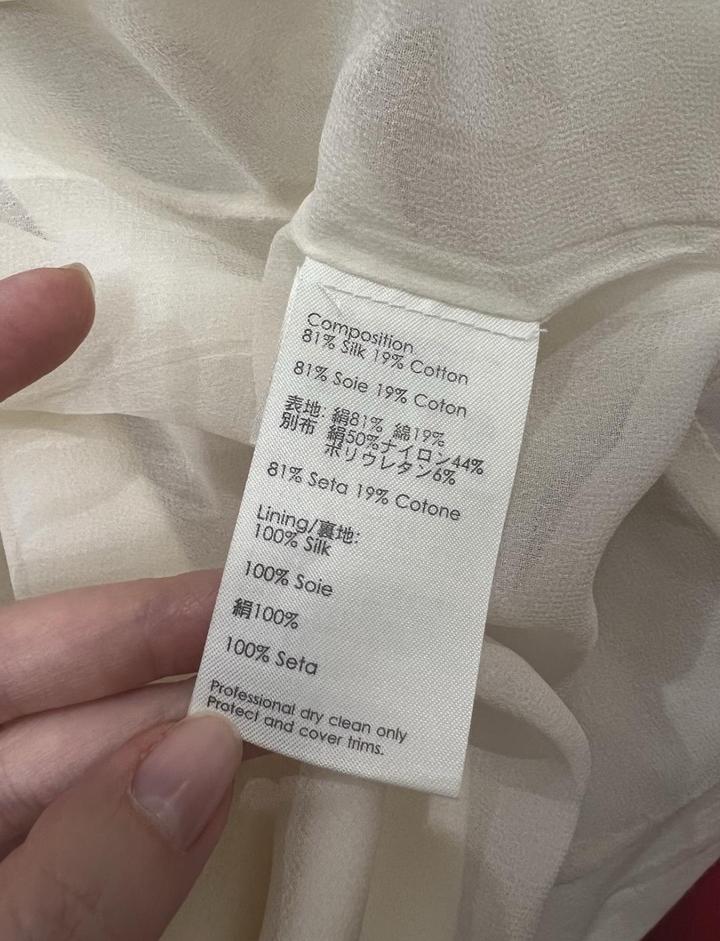 Composition
81% Silk 19% Cotton
81% Soie 19% Coton
表地: 絹81% 綿19%
別布 絹50%ナイロン44%
ポリウレタン6%
81% Seta 19% Cotone
Lining/裏地:
100% Silk
100% Soie
絹100%
100% Seta
Professional dry clean only
Protect and cover trims.